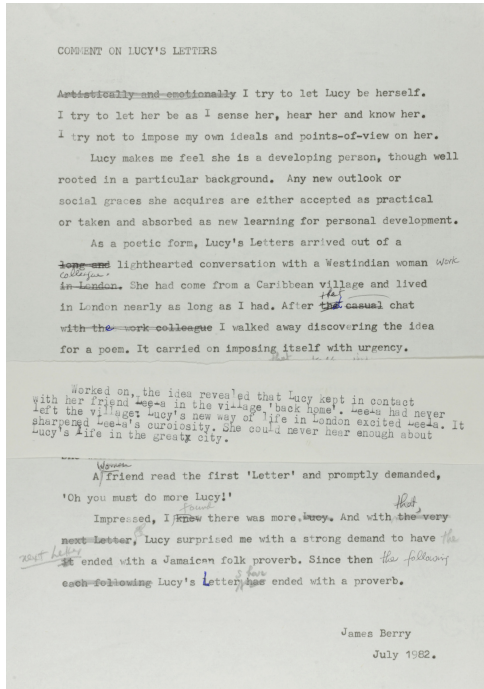 COMMENT ON LUCY'S LETTERS
Artistically and emotionally I try to let Lucy be herself.
I try to let her be as I sense her, hear her and know her.
I try not to impose my own ideals and points-of-view on her.
Lucy makes me feel she is a developing person, though well
rooted in a particular background. Any new outlook or
social graces she acquires are either accepted as practical
or taken and absorbed as new learning for personal development.
As a poetic form, Lucy's Letters arrived out of a
long and lighthearted conversation with a Westindian woman work
colleague.
in London. She had come from a Caribbean village and lived
that
in London nearly as long as I had. After the casual chat
with the work colleague I walked away discovering the idea
for a poem. It carried on imposing itself with urgency.
Worked on, the idea revealed that Lucy kept in contact
with her friend Leela in the village 'back home'. Leela had never
left the village: Lucy's new way of life in London excited Leela. It
sharpened Leela's curoiosity. She could never hear enough about
Lucy's life in the great city.
Women
A friend read the first 'Letter' and promptly demanded,
'Oh you must do more Lucy!'
found that,
Impressed, I knew there was more lucy. And with the very
next Letter, Lucy surprised me with a strong demand to have the
next Letter
it ended with a Jamaican folk proverb. Since then the following
s have
each following Lucy's Letter has ended with a proverb.
James Berry
July 1982.